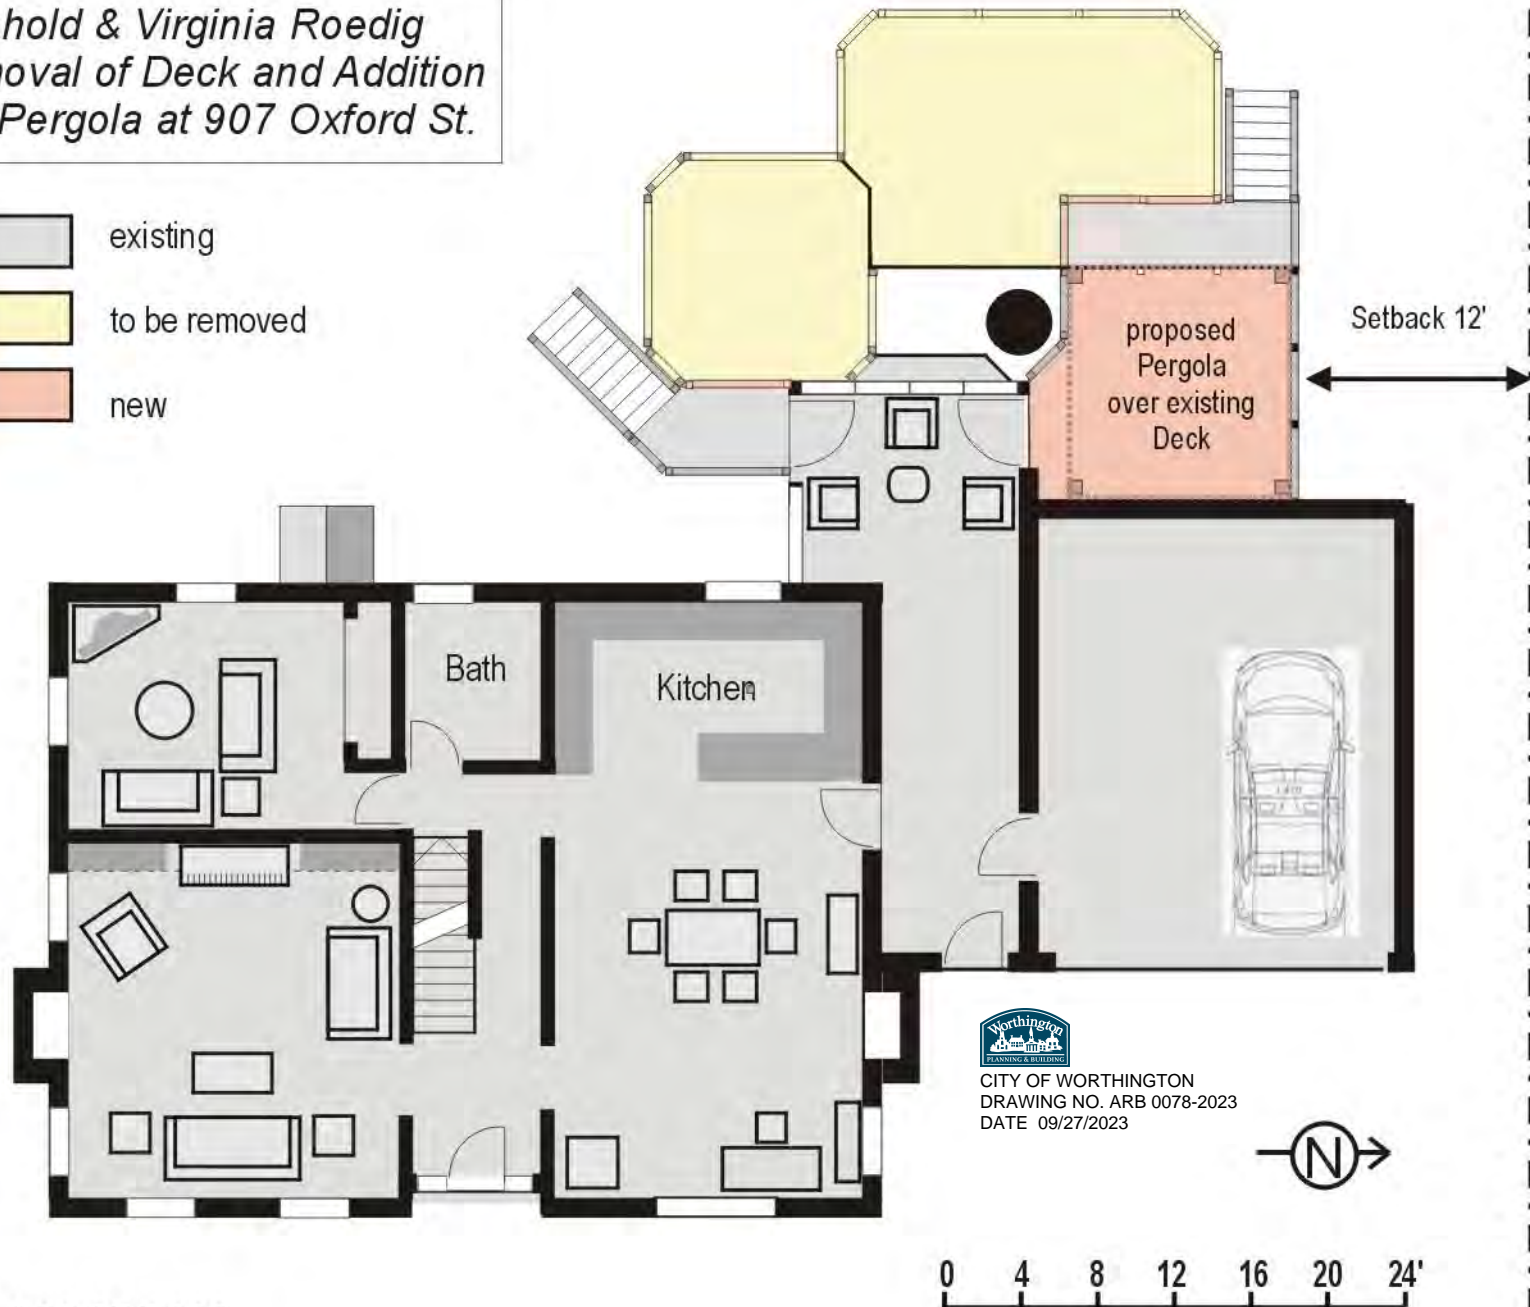 hold & Virginia Roedig
oval of Deck and Addition
Pergola at 907 Oxford St.
existing
to be removed
new
proposed
Pergola
over existing
Deck
Setback 12'
Bath
Kitchen
Worthington
PLANNING & BUILDING
CITY OF WORTHINGTON
DRAWING NO. ARB 0078-2023
DATE 09/27/2023
N
0 4 8 12 16 20 24'